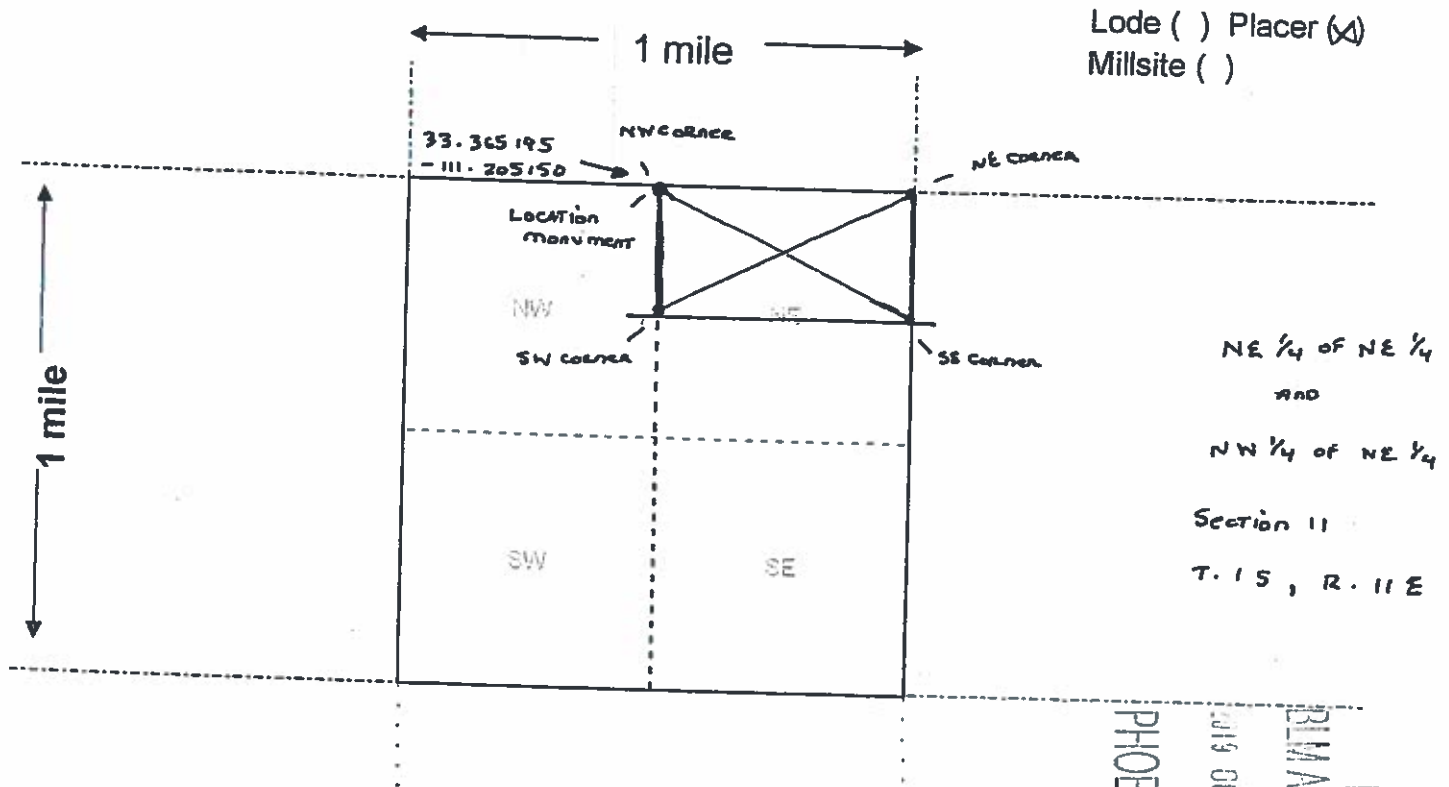 Lode ( ) Placer (X)
Millsite ( )
1 mile
33.365195
-111.205150
NW CORNER
NE CORNER
LOCATION
MONUMENT
NW
NE
SW CORNER
SE CORNER
1 mile
NE 1/4 OF NE 1/4
AND
NW 1/4 OF NE 1/4
SW
SE
Section 11
T. 1 S, R. 11 E
BLM A
PHOE